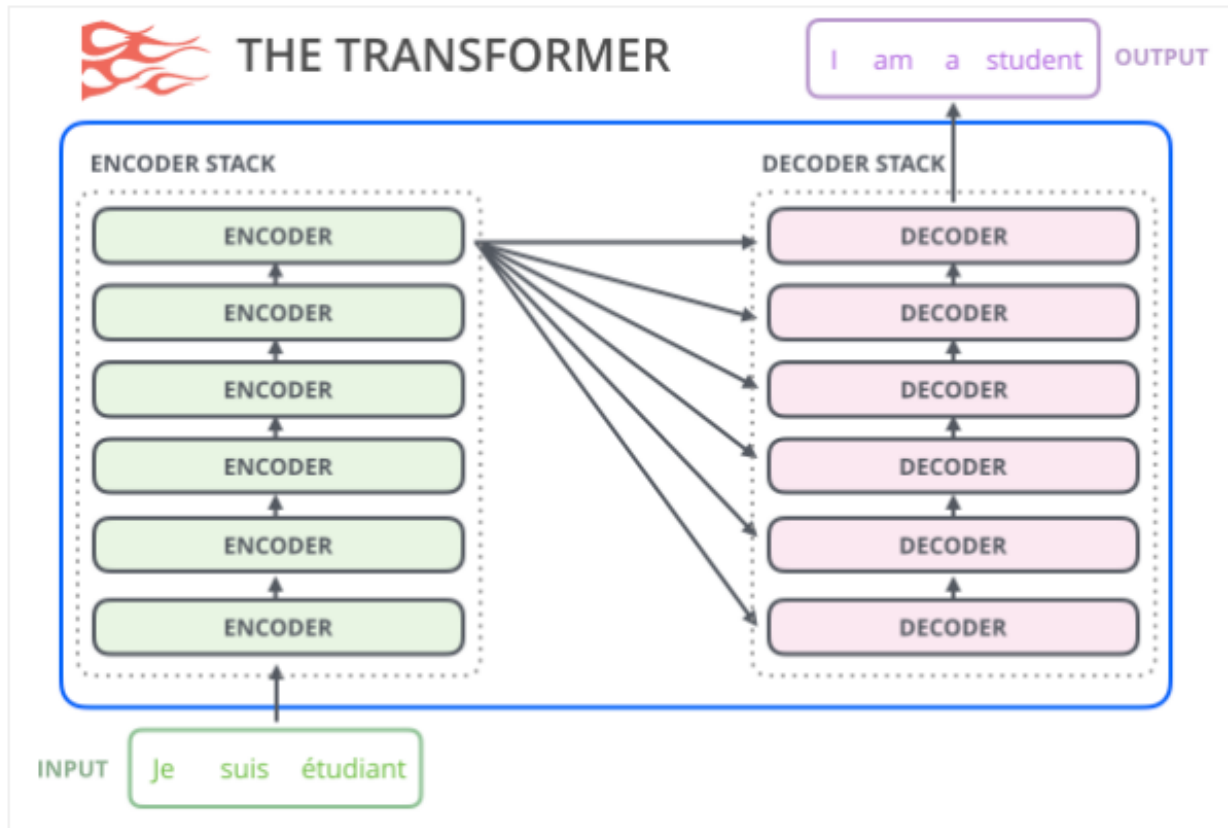 THE TRANSFORMER
I am a student
OUTPUT
ENCODER STACK
DECODER STACK
ENCODER
ENCODER
ENCODER
ENCODER
ENCODER
ENCODER
DECODER
DECODER
DECODER
DECODER
DECODER
DECODER
INPUT
Je suis étudiant